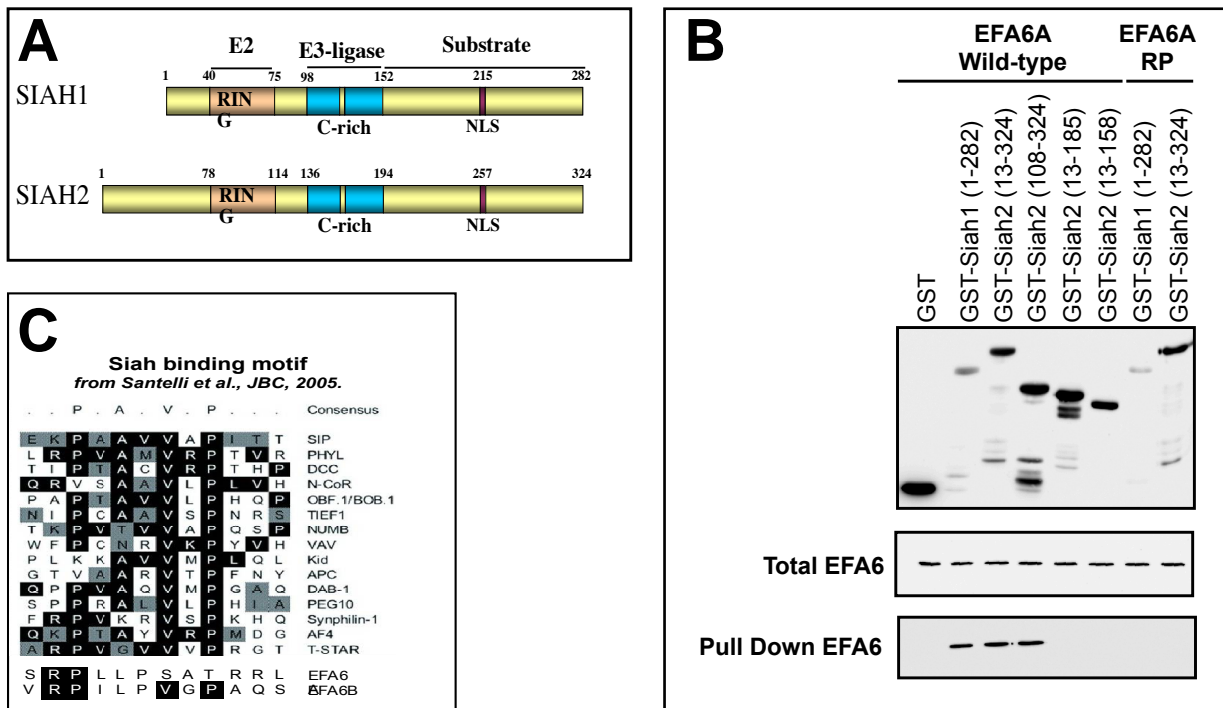 A
E2
E3-ligase
Substrate
1 40 75 98 152 215 282
SIAH1
RIN
G
C-rich
NLS
1 78 114 136 194 257 324
SIAH2
RIN
G
C-rich
NLS
B
EFA6A
Wild-type
EFA6A
RP
GST
GST-Siah1 (1-282)
GST-Siah2 (13-324)
GST-Siah2 (108-324)
GST-Siah2 (13-185)
GST-Siah2 (13-158)
GST-Siah1 (1-282)
GST-Siah2 (13-324)
Total EFA6
Pull Down EFA6
C
Siah binding motif
from Santelli et al., JBC, 2005.
. . P . A . V . P . . . Consensus
E K P A A V V A P I T T SIP
L R P V A M V R P T V R PHYL
T I P T A C V R P T H P DCC
Q R V S A A V L P L V H N-CoR
P A P T A V V L P H Q P OBF.1/BOB.1
N I P C A A V S P N R S TIEF1
T K P V T V V A P Q S P NUMB
W F P C N R V K P Y V H VAV
P L K K A V V M P L Q L Kid
G T V A A R V T P F N Y APC
Q P P V A Q V M P G A Q DAB-1
S P P R A L V L P H I A PEG10
F R P V K R V S P K H Q Synphilin-1
Q K P T A Y V R P M D G AF4
A R P V G V V V P R G T T-STAR
S R P L L P S A T R R L EFA6
V R P I L P V G P A Q S EFA6B